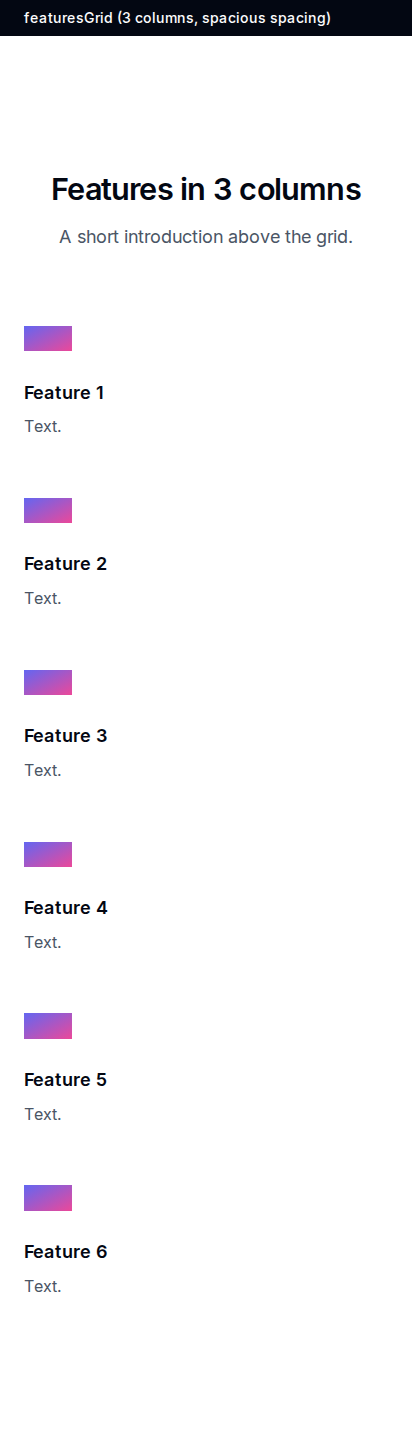 featuresGrid (3 columns, spacious spacing)
Features in 3 columns
A short introduction above the grid.
Feature 1
Text.
Feature 2
Text.
Feature 3
Text.
Feature 4
Text.
Feature 5
Text.
Feature 6
Text.